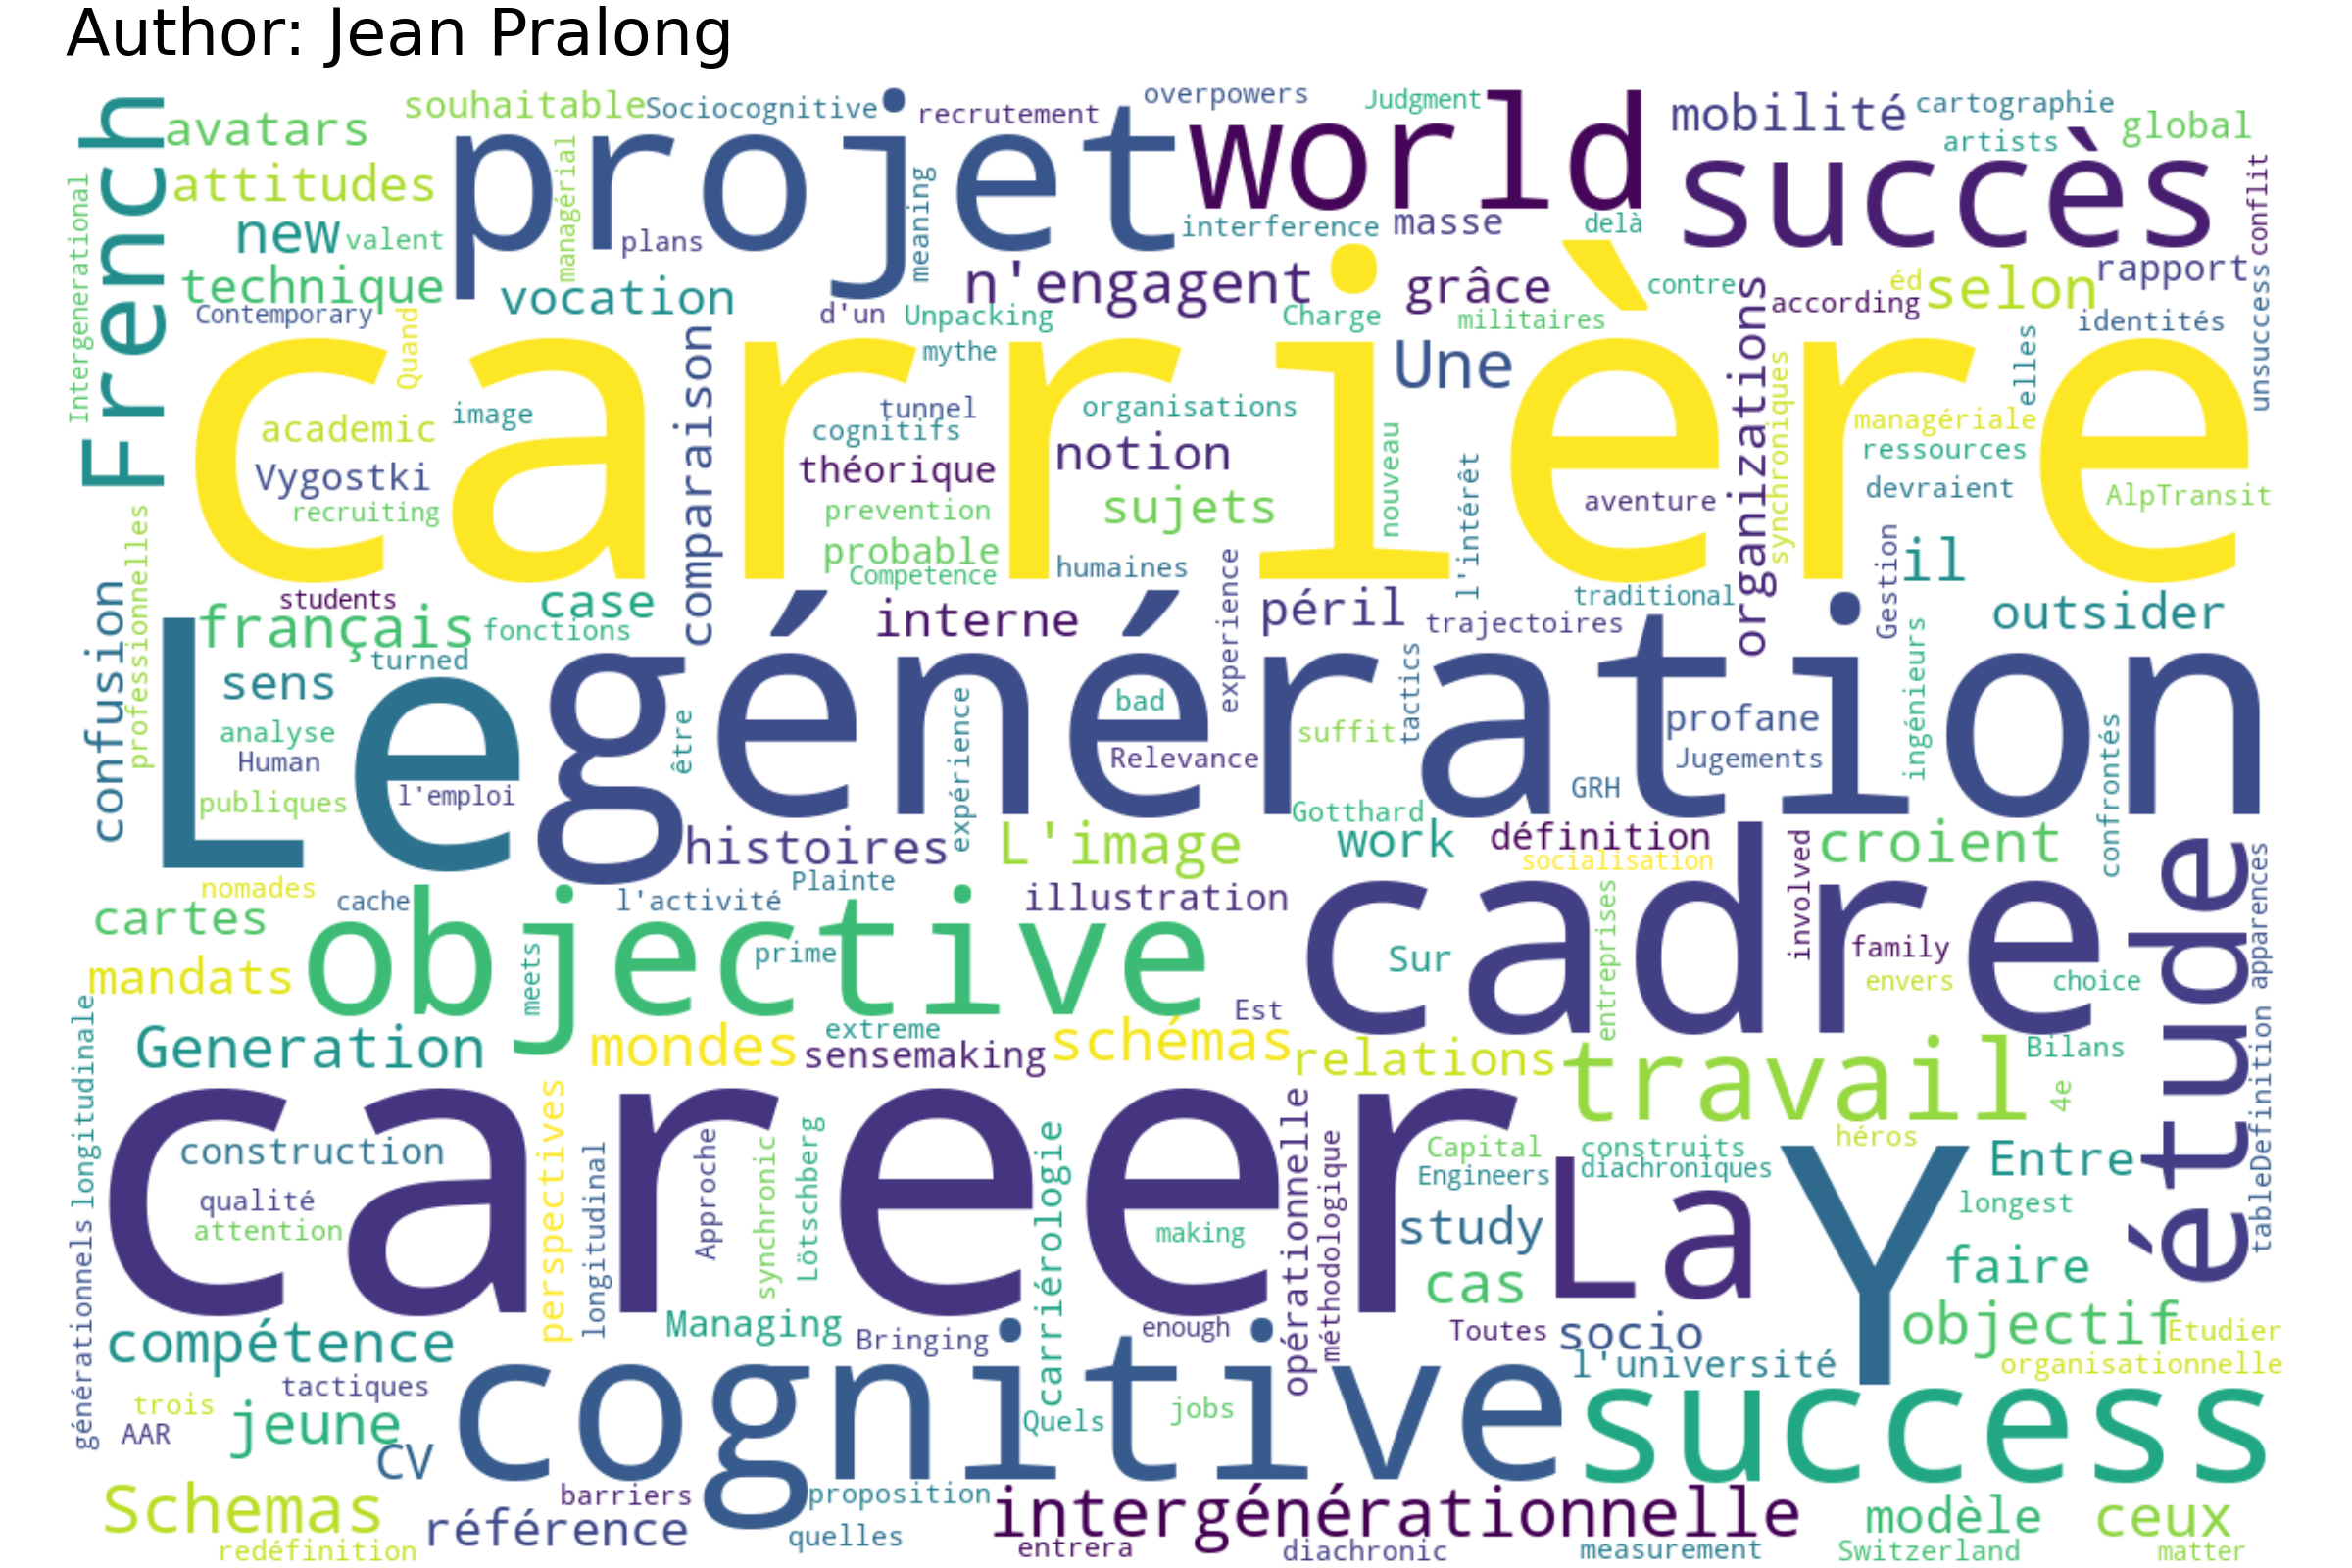 Author: Jean Pralong
souhaitable Sociocognitive recrutement overpowers Judgment mobilité cartographie
French avatars projet world artists global
attitudes managérial meaning succès conflit
Intergenerational new valent plans interference masse delà
technique vocation n'engagent grâce contre éd selon rapport
Contemporary Quand d'un Unpacking Charge militaires organizations according identités unsuccess
carrière comparaison mythe Une synchroniques elles
academic image tunnel organisations managériale
cognitifs notion nouveau l'intérêt ressources
Vygostki théorique aventure devraient AlpTransit
recruiting prevention sujets
professionnelles probable Competence humaines experience Gestion il
confusion students case interne péril traditional outsider
français fonctions trajectoires ingénieurs
Le turned génération tactics
sens être expérience bad suffit profane confrontés
analyse Human Relevance Jugements
publiques l'emploi GRH Gotthard
histoires L'image work définition croient étude
nomades Plainte socialisation involved apparences
cartes cache l'activité illustration cadre entreprises
mandats objective meets prime Sur family envers choice
Generation mondes extreme Est schémas relations travail Bilans
longitudinale sensemaking 4e tableDefinition
career perspectives carriérologie opérationnelle héros
construction longitudinal Approche synchronic Lötschberg méthodologique Capital construits Entre
Engineers diachroniques La Y
qualité attention making study longest
générationnels cas faire
compétence Managing Bringing enough Toutes socio objectif Etudier
tactiques cognitive l'université organisationnelle
trois AAR jeune Quels jobs success
CV
Schemas barriers proposition intergénérationnelle modèle ceux
référence quelles
redéfinition entrera diachronic measurement Switzerland matter